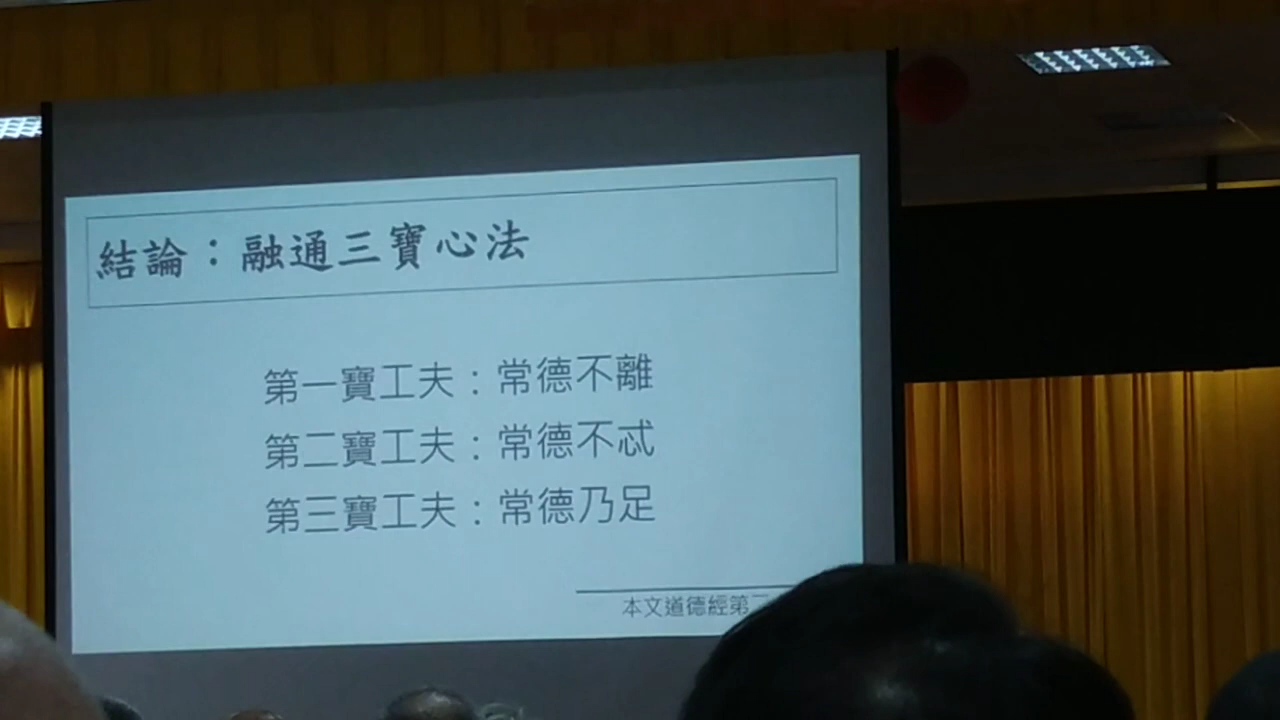 結論：融通三寶心法
第一寶工夫：常德不離
第二寶工夫：常德不忒
第三寶工夫：常德乃足
本文道德經第二